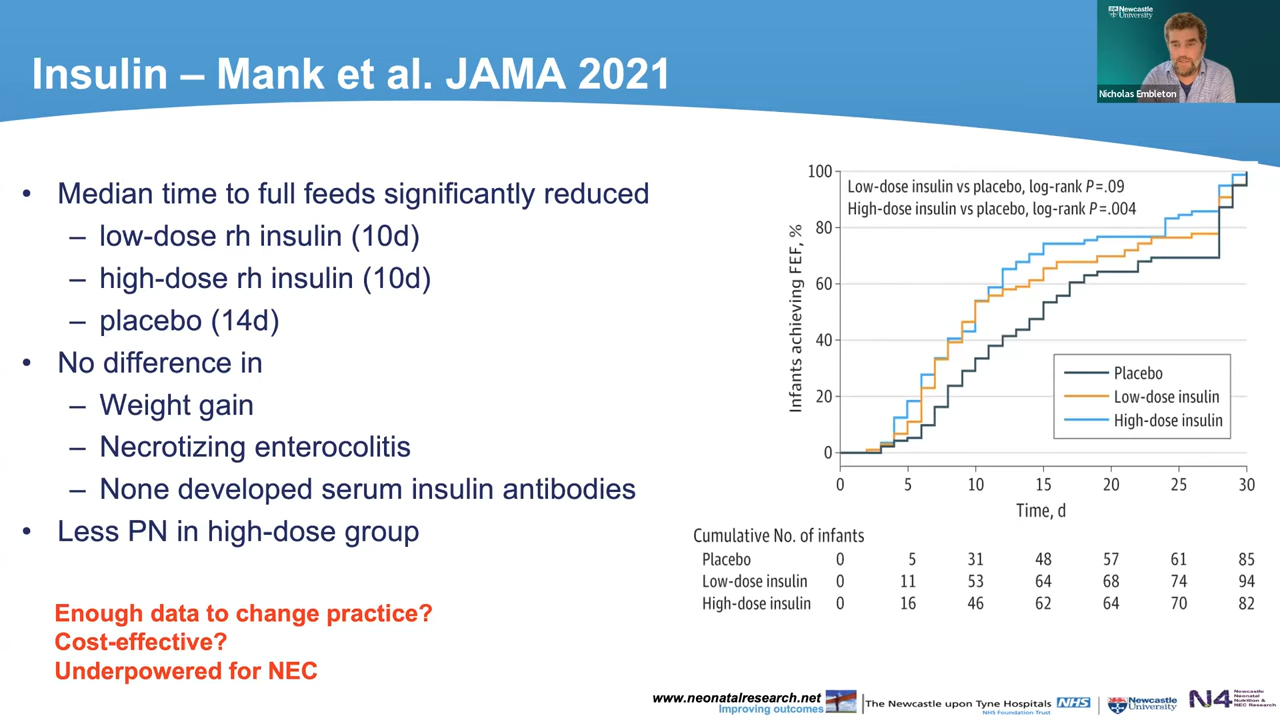 Newcastle
University
Nicholas Embleton
Insulin – Mank et al. JAMA 2021
• Median time to full feeds significantly reduced
– low-dose rh insulin (10d)
– high-dose rh insulin (10d)
– placebo (14d)
• No difference in
– Weight gain
– Necrotizing enterocolitis
– None developed serum insulin antibodies
• Less PN in high-dose group
Enough data to change practice?
Cost-effective?
Underpowered for NEC
Low-dose insulin vs placebo, log-rank P=.09
High-dose insulin vs placebo, log-rank P=.004
Infants achieving FEF, %
100
80
60
40
20
0
Placebo
Low-dose insulin
High-dose insulin
0 5 10 15 20 25 30
Time, d
Cumulative No. of infants
Placebo 0 5 31 48 57 61 85
Low-dose insulin 0 11 53 64 68 74 94
High-dose insulin 0 16 46 62 64 70 82
www.neonatalresearch.net
Improving outcomes
The Newcastle upon Tyne Hospitals NHS
NHS Foundation Trust
Newcastle
University
N4
Newcastle
Neonatal
Nutrition &
NEC Research